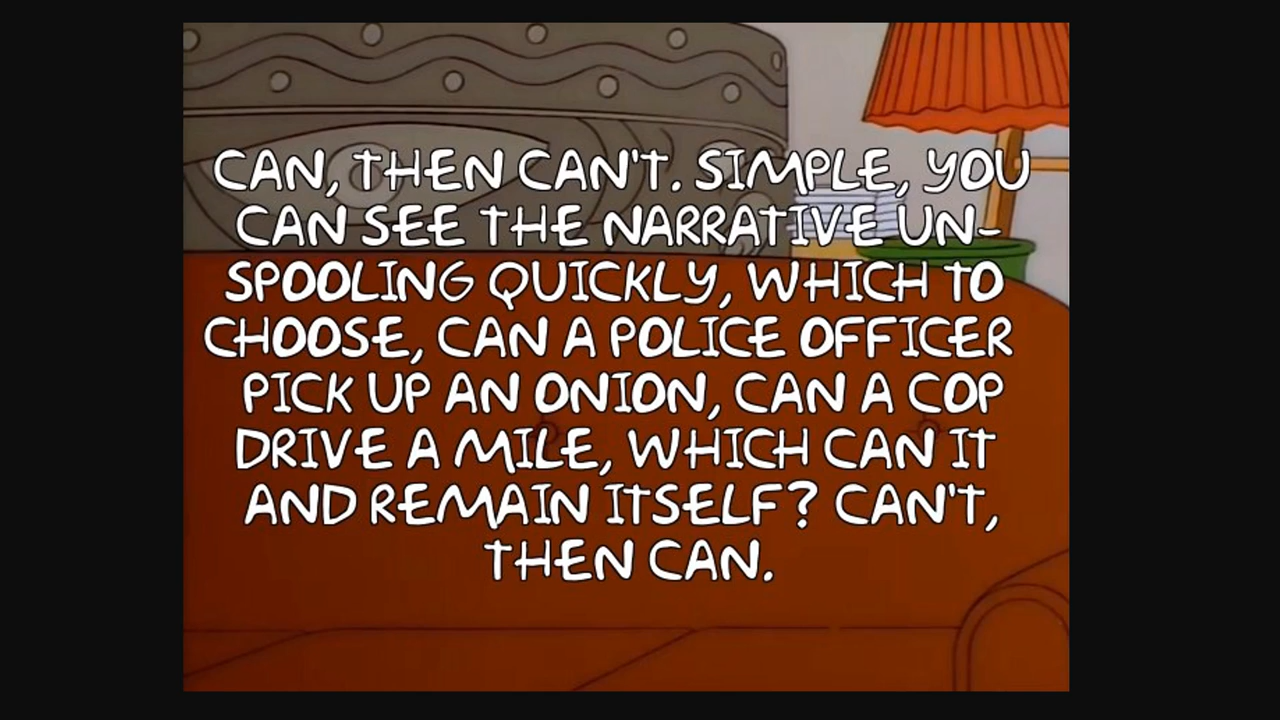 CAN, THEN CAN'T. SIMPLE, YOU
CAN SEE THE NARRATIVE UN-
SPOOLING QUICKLY, WHICH TO
CHOOSE, CAN A POLICE OFFICER
PICK UP AN ONION, CAN A COP
DRIVE A MILE, WHICH CAN IT
AND REMAIN ITSELF? CAN'T,
THEN CAN.